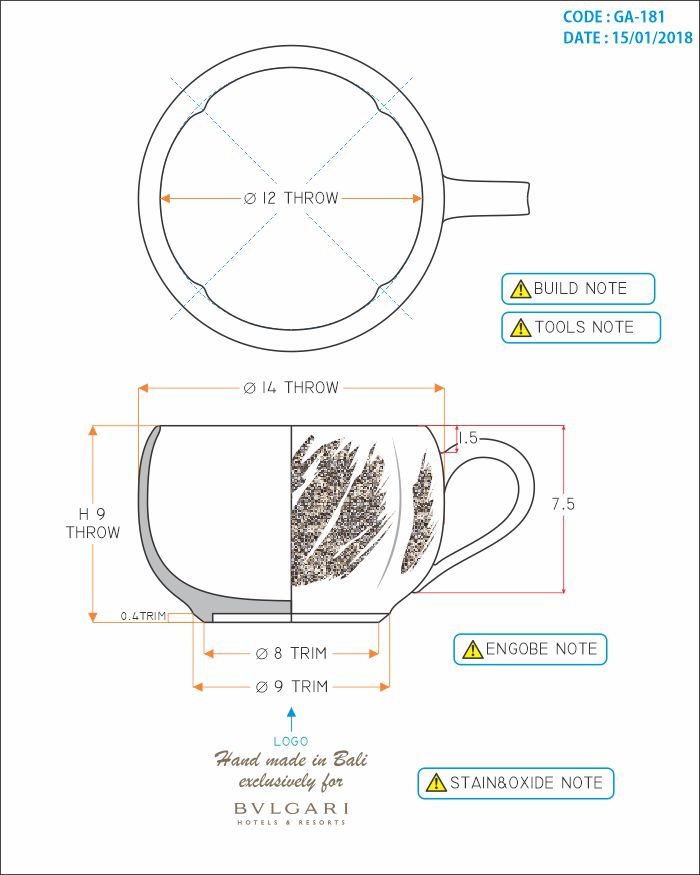 CODE : GA-181
DATE : 15/01/2018
Ø 12 THROW
BUILD NOTE
TOOLS NOTE
Ø 14 THROW
1.5
H 9
THROW
7.5
0.4TRIM
Ø 8 TRIM
ENGOBE NOTE
Ø 9 TRIM
LOGO
Hand made in Bali
exclusively for
BVLGARI
HOTELS & RESORTS
STAIN&OXIDE NOTE